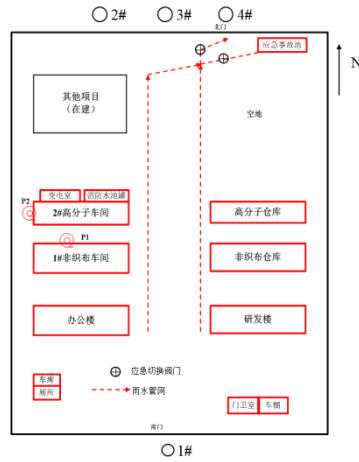 ○2# ○3# ○4#
北门
应急事故池
N
其他项目
（在建）
空地
变电室 消防水池罐
P2
2#高分子车间
高分子仓库
P1
1#非织布车间
非织布仓库
办公楼
研发楼
应急切换阀门
车库
厕所
雨水管网
门卫室 车棚
南门
○1#